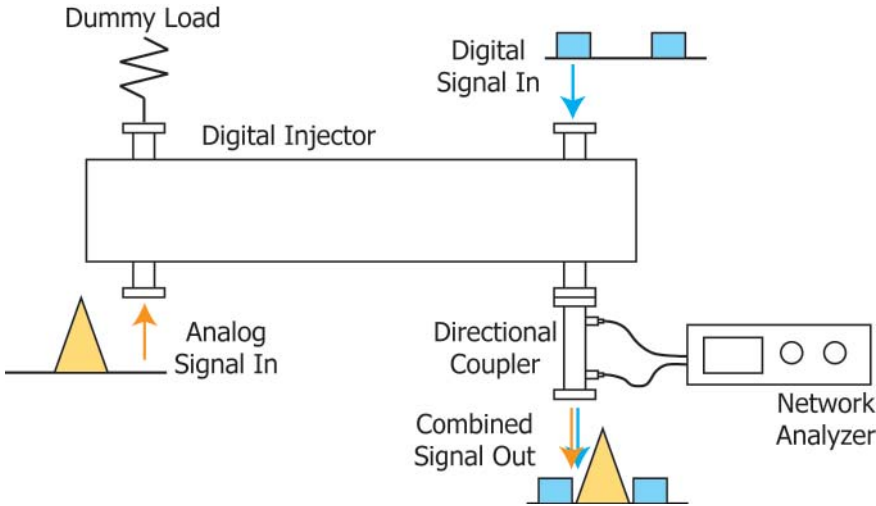 Dummy Load
Digital
Signal In
Digital Injector
Analog
Signal In
Directional
Coupler
Network
Analyzer
Combined
Signal Out